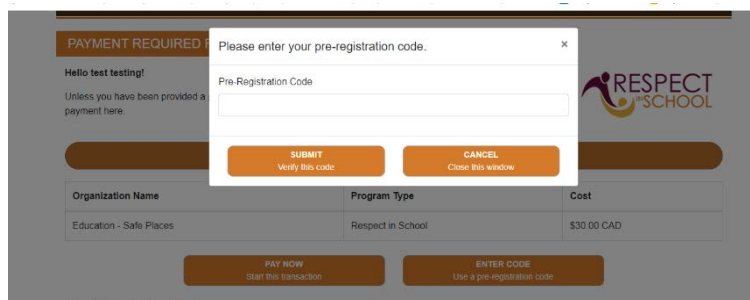 PAYMENT REQUIRED
Please enter your pre-registration code.
×
Hello test testing!
Pre-Registration Code
Unless you have been provided a
payment here.
RESPECT
IN SCHOOL
SUBMIT
Verify this code
CANCEL
Close this window
Organization Name
Program Type
Cost
Education - Safe Places
Respect in School
$30.00 CAD
PAY NOW
Start this transaction
ENTER CODE
Use a pre-registration code